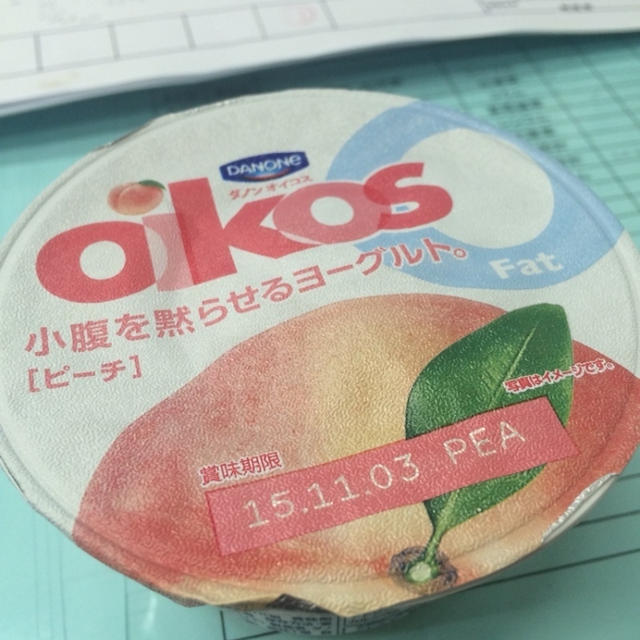 DANONE
ダノン オイコス
oikos
小腹を黙らせるヨーグルト。
[ピーチ]
Fat
写真はイメージです。
賞味期限
15.11.03 PEA